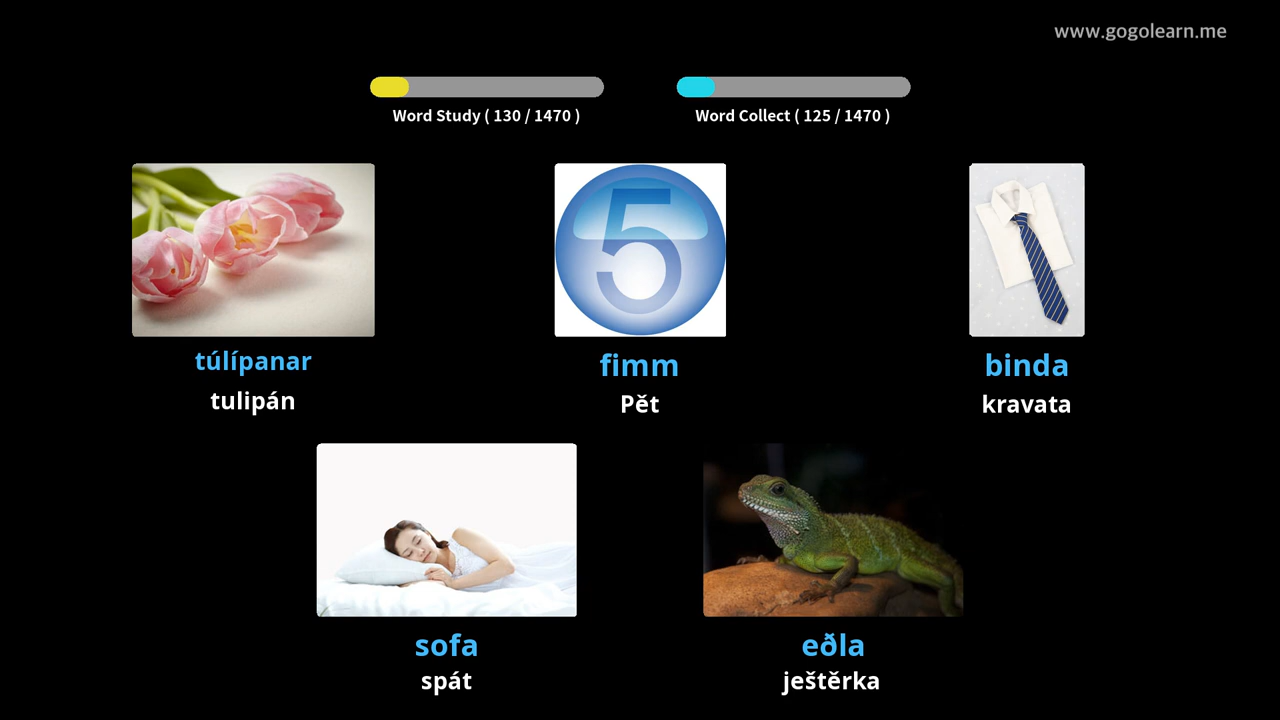 www.gogolearn.me
Word Study ( 130 / 1470 )
Word Collect ( 125 / 1470 )
5
túlípanar
fimm
binda
tulipán
Pět
kravata
sofa
eðla
spát
ještěrka